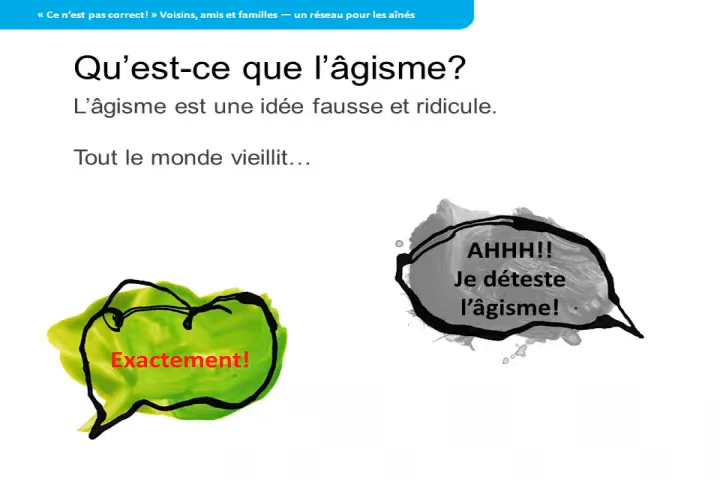 « Ce n’est pas correct! » Voisins, amis et familles — un réseau pour les aînés
Qu’est-ce que l’âgisme?
L’âgisme est une idée fausse et ridicule.
Tout le monde vieillit…
AHHH!!
Je déteste
l’âgisme!
Exactement!